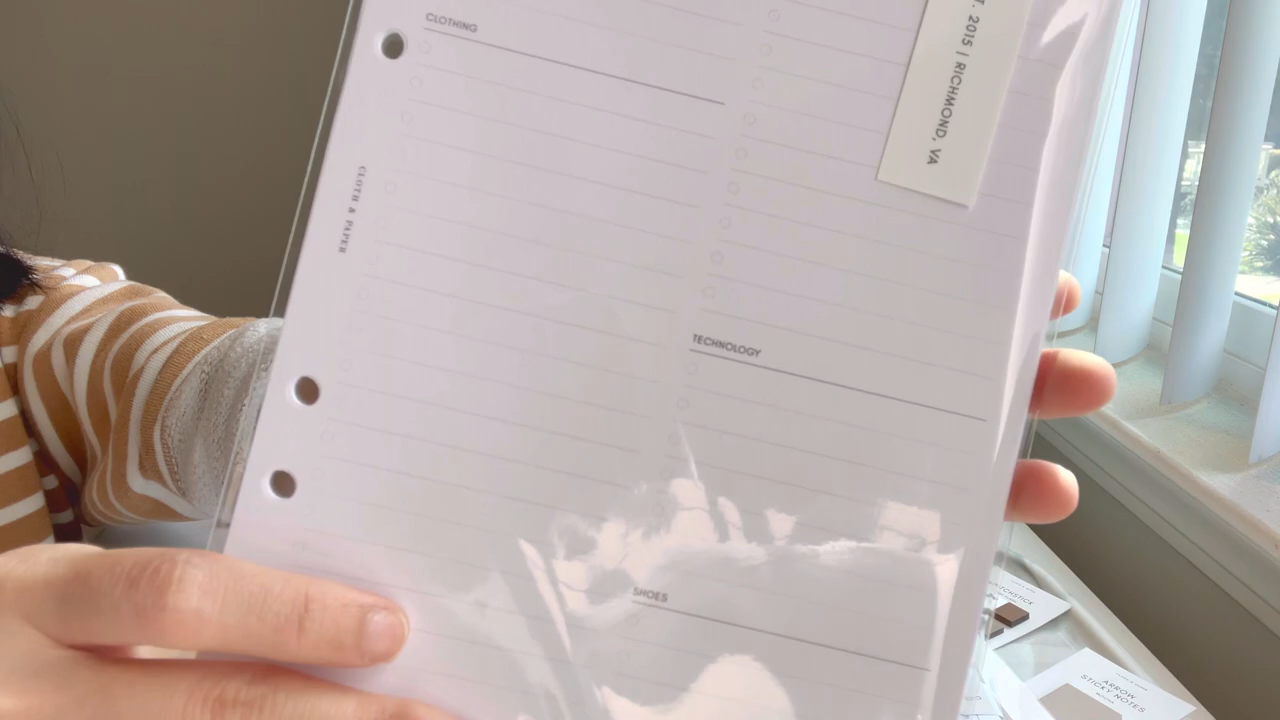 CLOTHING
2015 | RICHMOND, VA
CLOTH & PAPER
TECHNOLOGY
SHOES
ARROW
STICKY NOTES